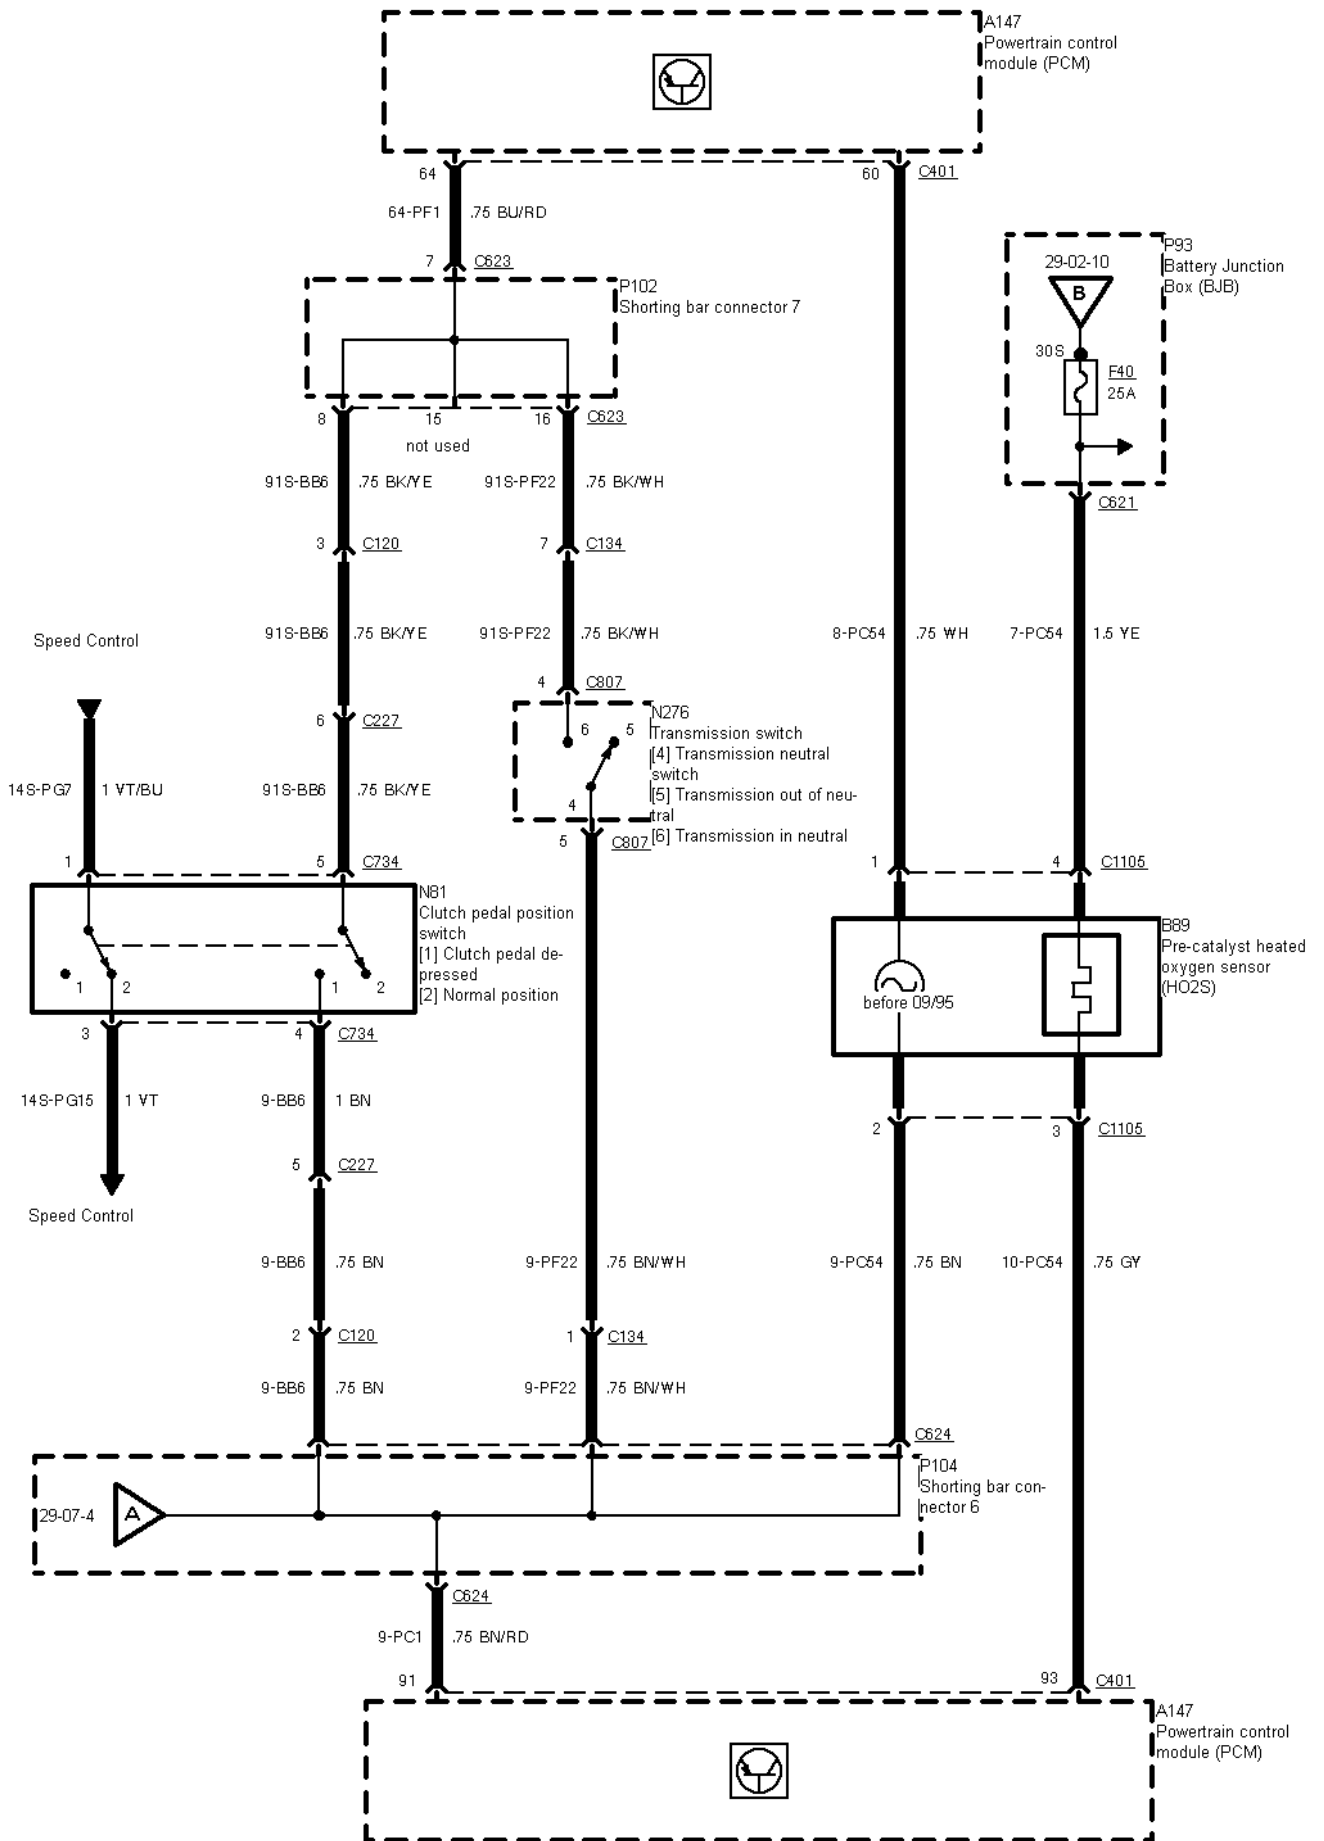 A147
Powertrain control
module (PCM)
64
60
C401
64-PF1
.75 BU/RD
7
C623
P93
Battery Junction
Box (BJB)
29-02-10
B
P102
Shorting bar connector 7
30S
F40
25A
8
15
16
C623
not used
91S-BB6
.75 BK/YE
91S-PF22
.75 BK/WH
C621
3
C120
7
C134
Speed Control
91S-BB6
.75 BK/YE
91S-PF22
.75 BK/WH
8-PC54
.75 WH
7-PC54
1.5 YE
4
C807
6
C227
N276
Transmission switch
[4] Transmission neutral
switch
[5] Transmission out of neu-
tral
[6] Transmission in neutral
6
5
4
14S-PG7
1 VT/BU
91S-BB6
.75 BK/YE
5
C807
1
5
C734
1
4
C1105
N81
Clutch pedal position
switch
[1] Clutch pedal de-
pressed
[2] Normal position
1
2
1
2
B89
Pre-catalyst heated
oxygen sensor
(HO2S)
before 09/95
3
4
C734
14S-PG15
1 VT
9-BB6
1 BN
2
3
C1105
5
C227
Speed Control
9-BB6
.75 BN
9-PF22
.75 BN/WH
9-PC54
.75 BN
10-PC54
.75 GY
2
C120
1
C134
9-BB6
.75 BN
9-PF22
.75 BN/WH
C624
P104
Shorting bar con-
nector 6
29-07-4
A
C624
9-PC1
.75 BN/RD
91
93
C401
A147
Powertrain control
module (PCM)